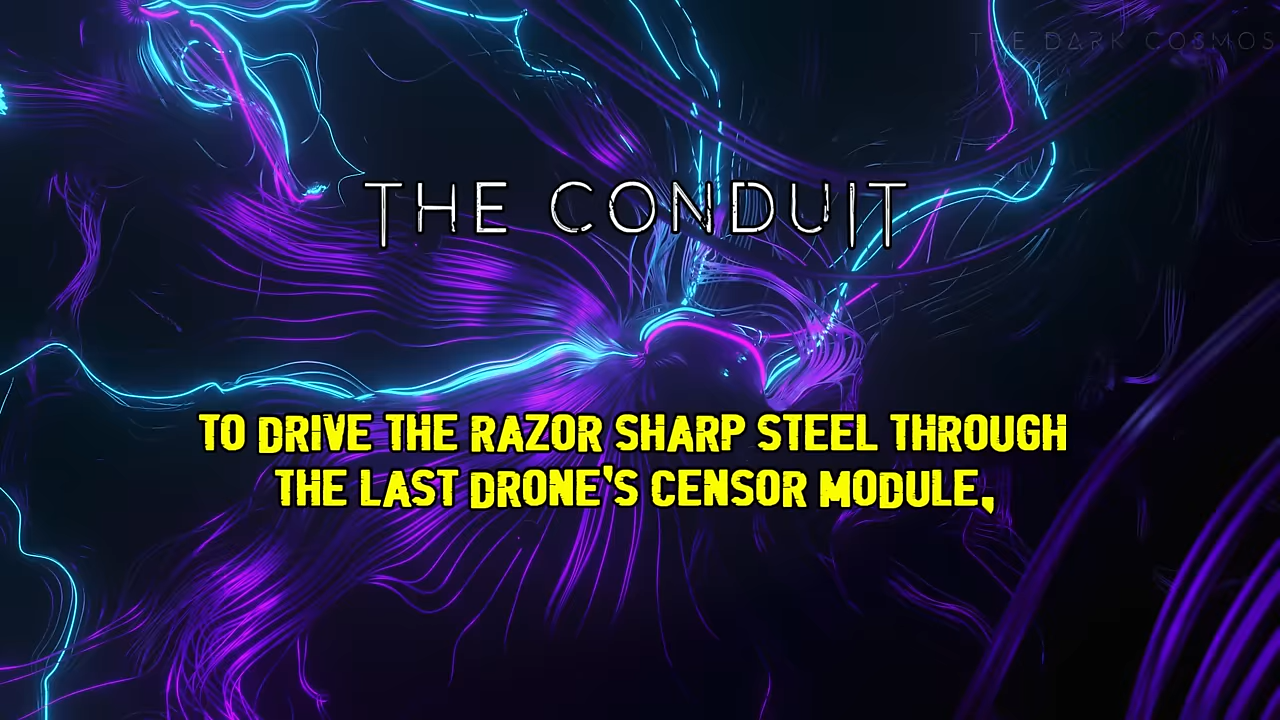 THE DARK COSMOS
THE CONDUIT
TO DRIVE THE RAZOR SHARP STEEL THROUGH
THE LAST DRONE'S CENSOR MODULE,